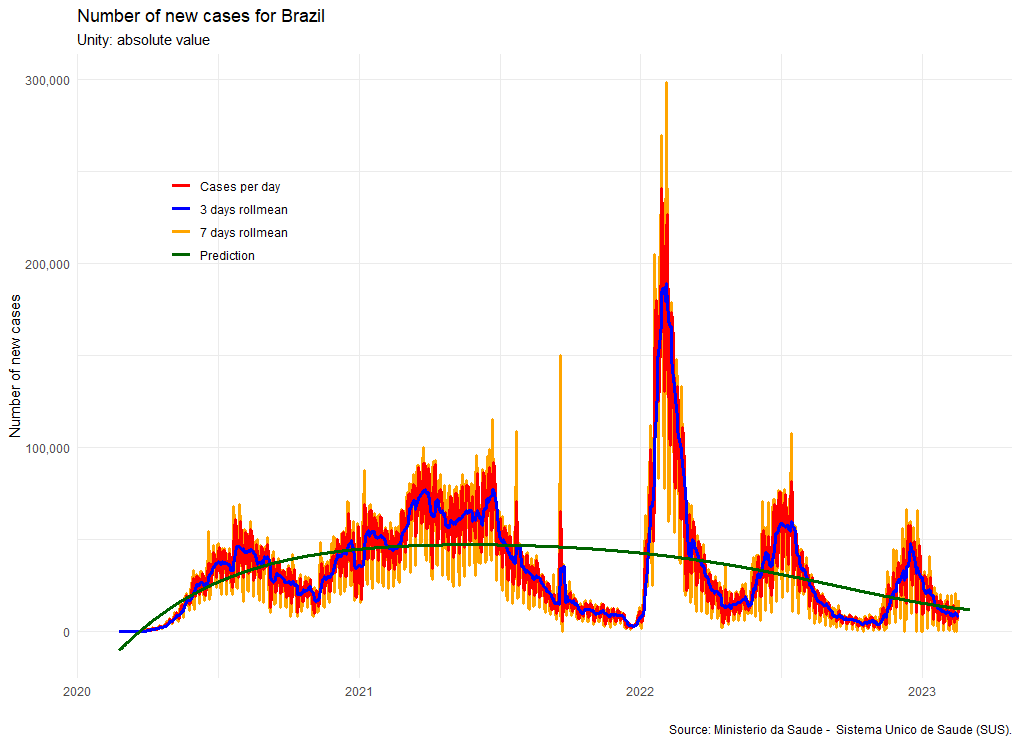 Number of new cases for Brazil
Unity: absolute value
300,000
200,000
100,000
0
Number of new cases
Cases per day
3 days rollmean
7 days rollmean
Prediction
2020
2021
2022
2023
Source: Ministerio da Saude - Sistema Unico de Saude (SUS).